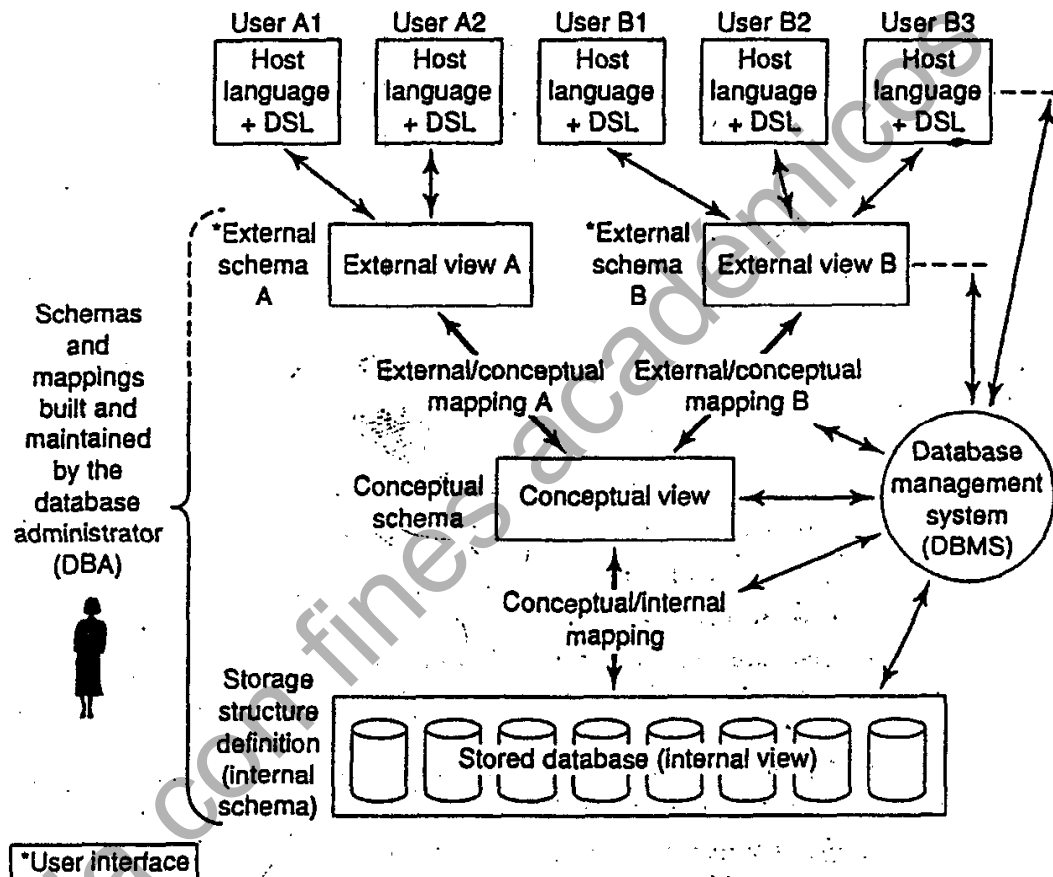 User A1
User A2
User B1
User B2
User B3
Host
language
+ DSL
Host
language
+ DSL
Host
language
+ DSL
Host
language
+ DSL
Host
language
+ DSL
*External
schema
A
External view A
*External
schema
B
External view B
Schemas
and
mappings
built and
maintained
by the
database
administrator
(DBA)
External/conceptual
mapping A
External/conceptual
mapping B
Conceptual
schema
Conceptual view
Database
management
system
(DBMS)
Conceptual/internal
mapping
Storage
structure
definition
(internal
schema)
Stored database (internal view)
*User interface
con fines académicos